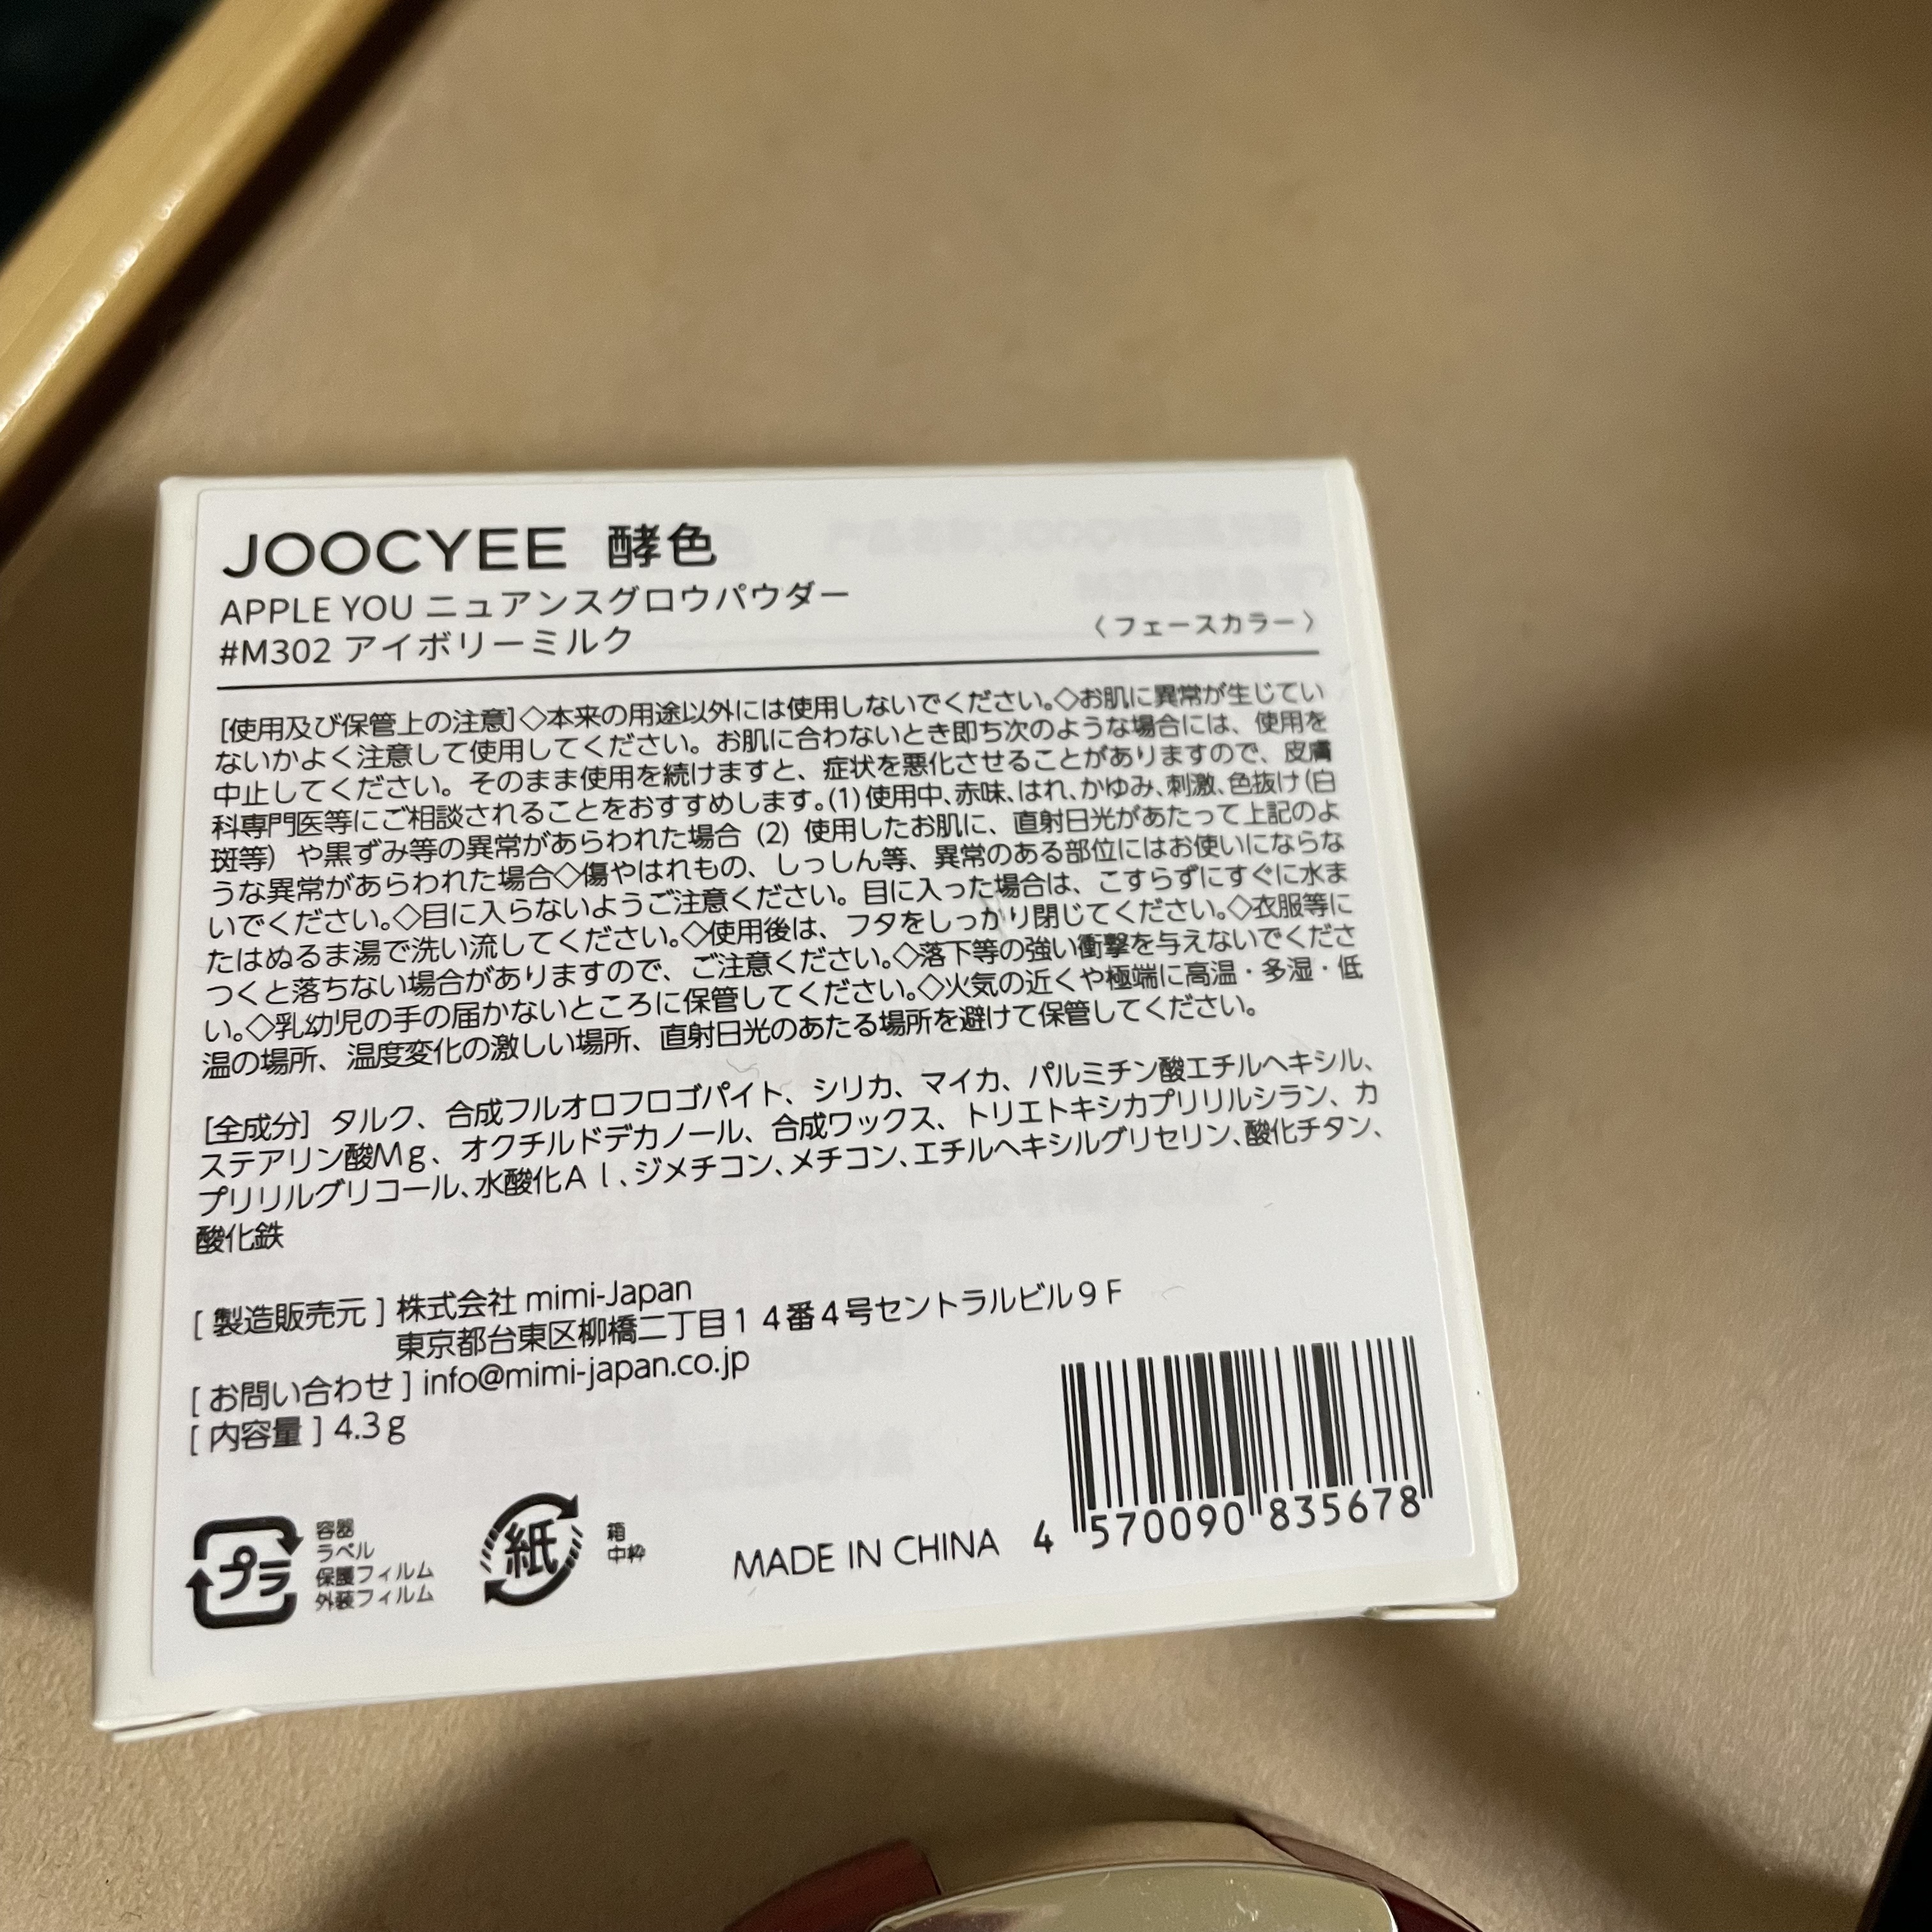 JOOCYEE 酵色
APPLE YOU ニュアンスグロウパウダー
#M302 アイボリーミルク
〈フェースカラー〉
[使用及び保管上の注意]◇本来の用途以外には使用しないでください。◇お肌に異常が生じてい
ないかよく注意して使用してください。お肌に合わないとき即ち次のような場合には、使用を
中止してください。そのまま使用を続けますと、症状を悪化させることがありますので、皮膚
科専門医等にご相談されることをおすすめします。(1)使用中、赤味、はれ、かゆみ、刺激、色抜け(白
斑等)や黒ずみ等の異常があらわれた場合(2)使用したお肌に、直射日光があたって上記のよ
うな異常があらわれた場合◇傷やはれもの、しっしん等、異常のある部位にはお使いにならな
いでください。◇目に入らないようご注意ください。目に入った場合は、こすらずにすぐに水ま
たはぬるま湯で洗い流してください。◇使用後は、フタをしっかり閉じてください。◇衣服等に
つくと落ちない場合がありますので、ご注意ください。◇落下等の強い衝撃を与えないでくださ
い。◇乳幼児の手の届かないところに保管してください。◇火気の近くや極端に高温・多湿・低
温の場所、温度変化の激しい場所、直射日光のあたる場所を避けて保管してください。
[全成分] タルク、合成フルオロフロゴパイト、シリカ、マイカ、パルミチン酸エチルヘキシル、
ステアリン酸Mg、オクチルドデカノール、合成ワックス、トリエトキシカプリリルシラン、カ
プリリルグリコール、水酸化Al、ジメチコン、メチコン、エチルヘキシルグリセリン、酸化チタン、
酸化鉄
[ 製造販売元 ] 株式会社 mimi-Japan
東京都台東区柳橋二丁目14番4号セントラルビル9F
[ お問い合わせ ] info@mimi-japan.co.jp
[ 内容量 ] 4.3g
プラ
容器
ラベル
保護フィルム
外装フィルム
紙
箱
中枠
MADE IN CHINA
4 570090 835678